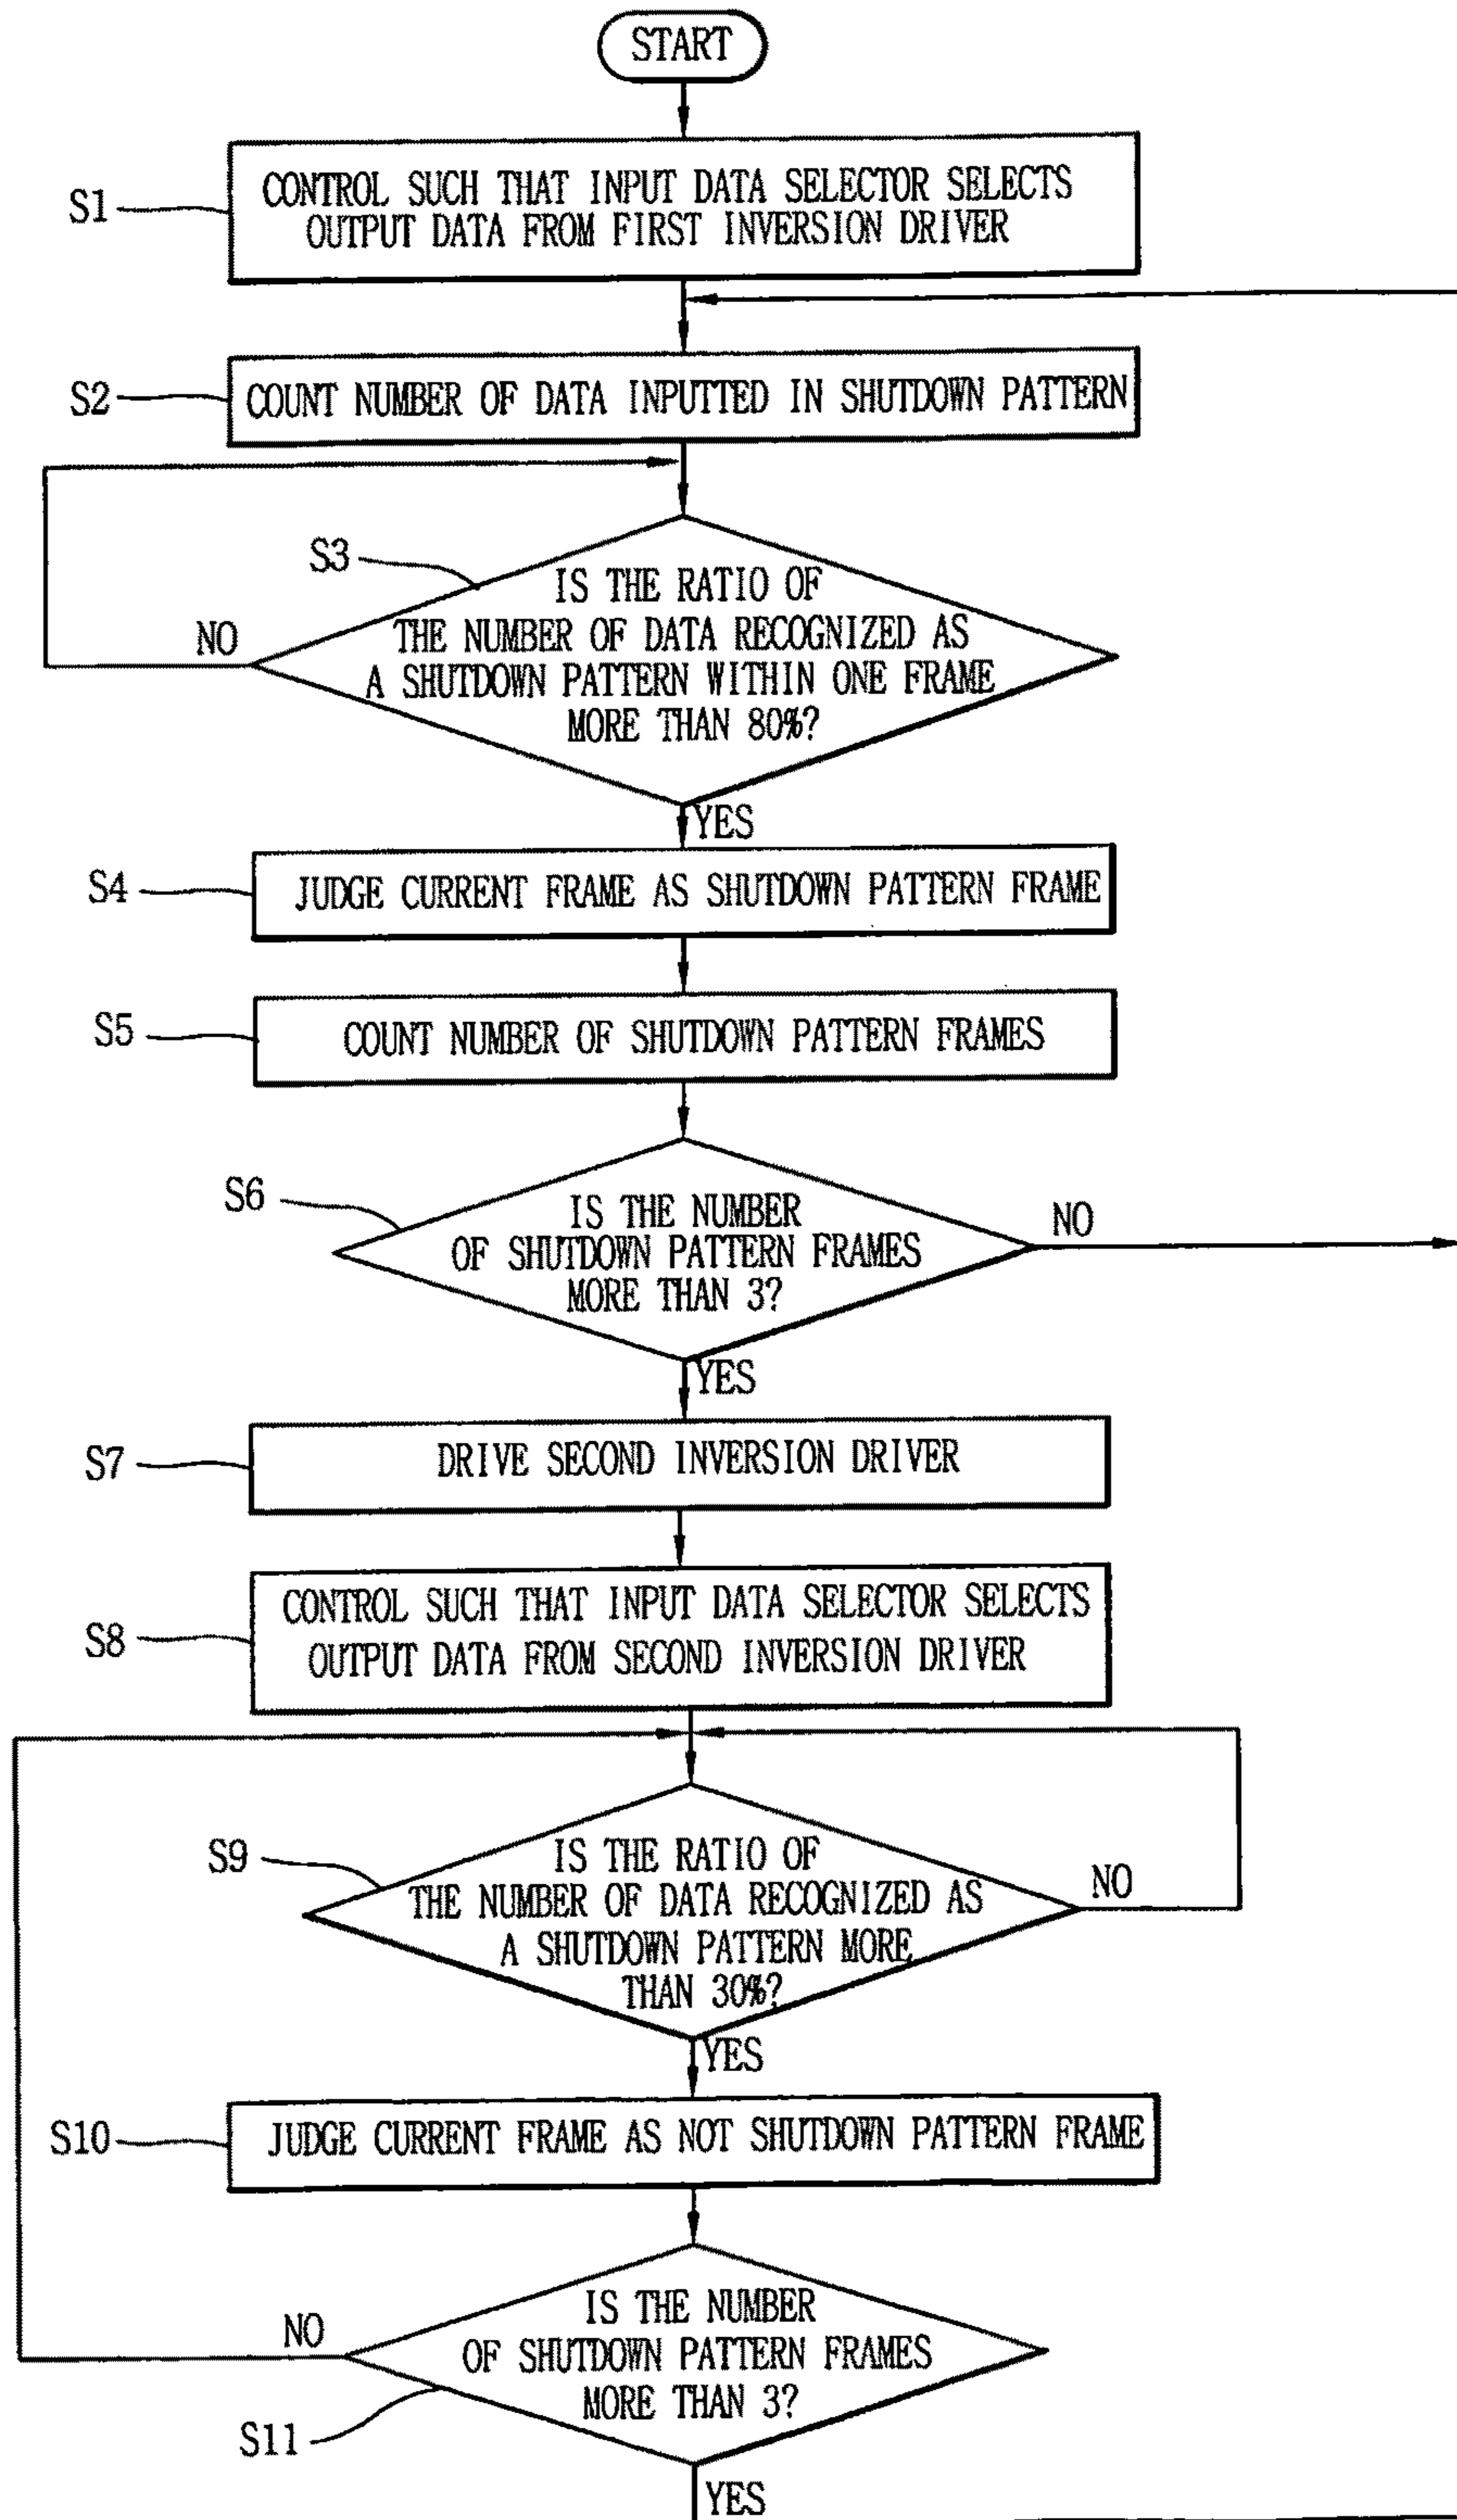 START
S1
CONTROL SUCH THAT INPUT DATA SELECTOR SELECTS
OUTPUT DATA FROM FIRST INVERSION DRIVER
S2
COUNT NUMBER OF DATA INPUTTED IN SHUTDOWN PATTERN
S3
IS THE RATIO OF
THE NUMBER OF DATA RECOGNIZED AS
A SHUTDOWN PATTERN WITHIN ONE FRAME
MORE THAN 80%?
NO
YES
S4
JUDGE CURRENT FRAME AS SHUTDOWN PATTERN FRAME
S5
COUNT NUMBER OF SHUTDOWN PATTERN FRAMES
S6
IS THE NUMBER
OF SHUTDOWN PATTERN FRAMES
MORE THAN 3?
NO
YES
S7
DRIVE SECOND INVERSION DRIVER
S8
CONTROL SUCH THAT INPUT DATA SELECTOR SELECTS
OUTPUT DATA FROM SECOND INVERSION DRIVER
S9
IS THE RATIO OF
THE NUMBER OF DATA RECOGNIZED AS
A SHUTDOWN PATTERN MORE
THAN 30%?
NO
YES
S10
JUDGE CURRENT FRAME AS NOT SHUTDOWN PATTERN FRAME
NO
IS THE NUMBER
OF SHUTDOWN PATTERN FRAMES
MORE THAN 3?
S11
YES